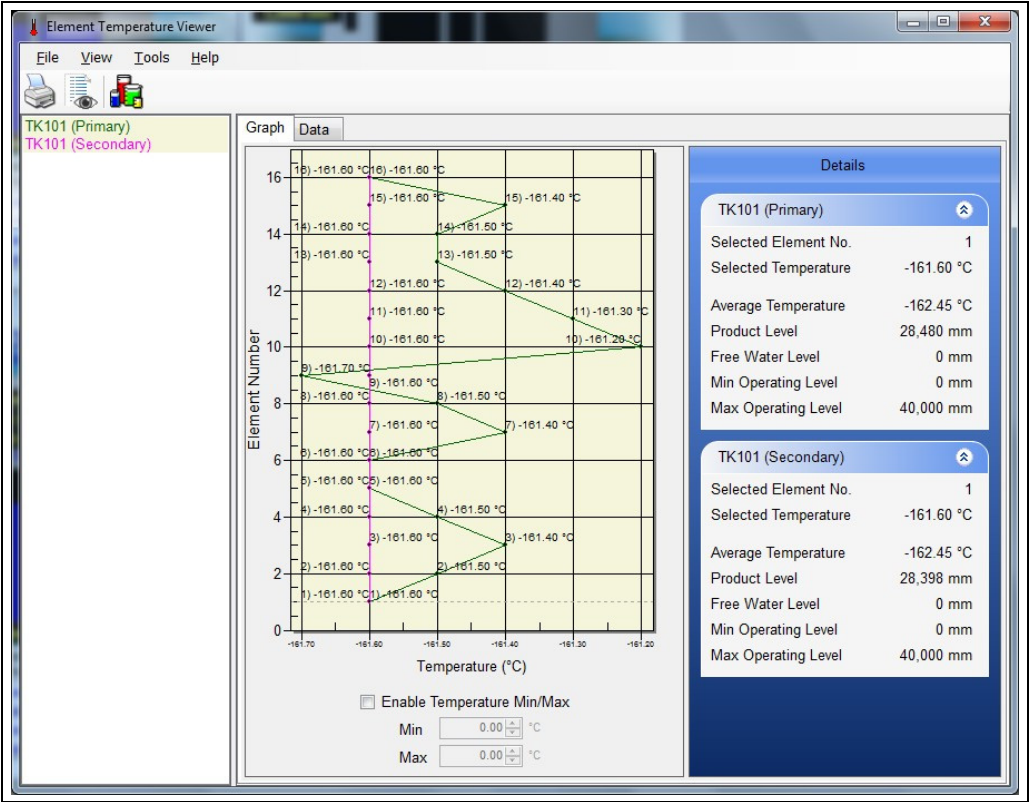 Element Temperature Viewer
File View Tools Help
TK101 (Primary)
TK101 (Secondary)
Graph Data
16) -161.60 °C 16) -161.60 °C
15) -161.60 °C 15) -161.40 °C
14) -161.60 °C 14) -161.50 °C
13) -161.60 °C 13) -161.50 °C
12) -161.60 °C 12) -161.40 °C
11) -161.60 °C 11) -161.30 °C
10) -161.60 °C 10) -161.20 °C
9) -161.70 °C
9) -161.60 °C
8) -161.60 °C 8) -161.50 °C
7) -161.60 °C 7) -161.40 °C
6) -161.60 °C 6) -161.60 °C
5) -161.60 °C 5) -161.60 °C
4) -161.60 °C 4) -161.50 °C
3) -161.60 °C 3) -161.40 °C
2) -161.60 °C 2) -161.50 °C
1) -161.60 °C 1) -161.60 °C
16
14
12
10
8
6
4
2
0
Element Number
-161.70 -161.60 -161.50 -161.40 -161.30 -161.20
Temperature (°C)
Enable Temperature Min/Max
Min 0.00 °C
Max 0.00 °C
Details
TK101 (Primary)
Selected Element No. 1
Selected Temperature -161.60 °C
Average Temperature -162.45 °C
Product Level 28,480 mm
Free Water Level 0 mm
Min Operating Level 0 mm
Max Operating Level 40,000 mm
TK101 (Secondary)
Selected Element No. 1
Selected Temperature -161.60 °C
Average Temperature -162.45 °C
Product Level 28,398 mm
Free Water Level 0 mm
Min Operating Level 0 mm
Max Operating Level 40,000 mm